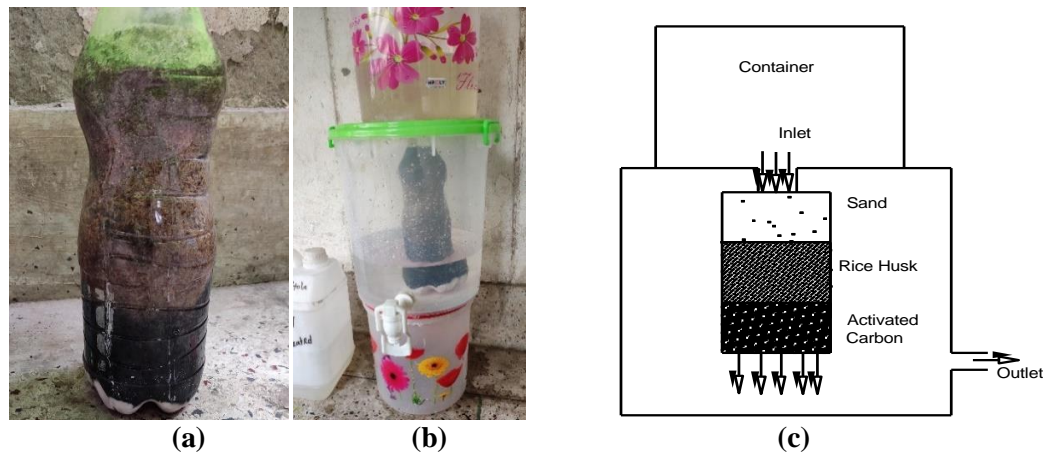 Container
Inlet
Sand
Rice Husk
Activated
Carbon
Outlet
(a)
(b)
(c)